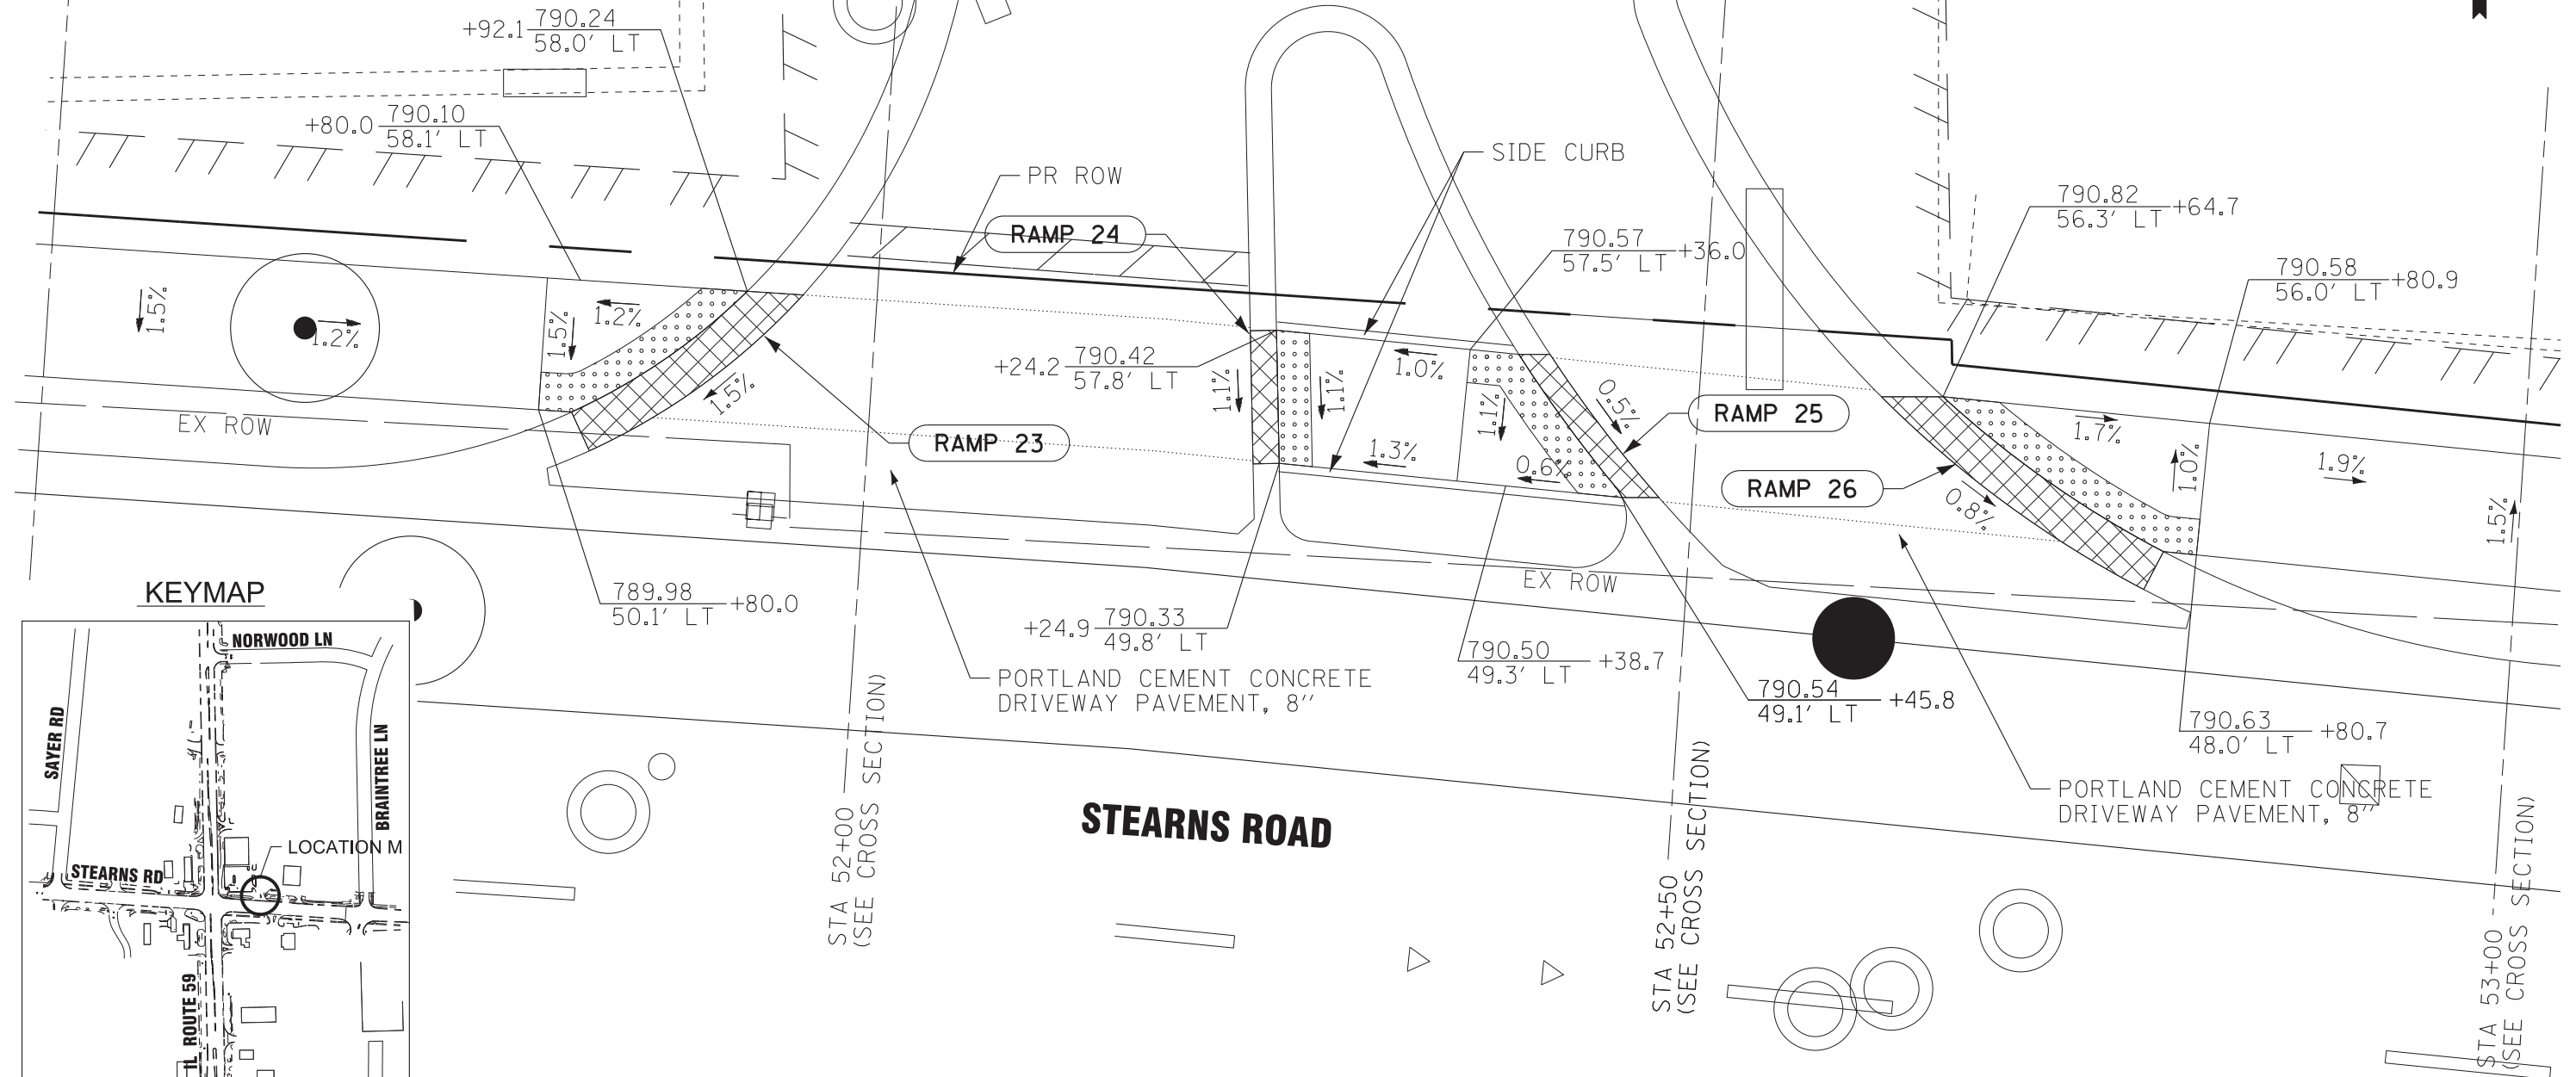 790.24
+92.1
58.0' LT
790.10
+80.0
58.1' LT
PR ROW
SIDE CURB
RAMP 24
790.57
+36.0
57.5' LT
790.82
+64.7
56.3' LT
790.58
+80.9
56.0' LT
1.5%
1.2%
1.5%
1.2%
1.5%
+24.2
790.42
57.8' LT
1.1%
1.1%
1.0%
1.3%
1.1%
0.6%
0.5%
RAMP 25
RAMP 26
0.8%
1.7%
1.0%
1.9%
1.5%
EX ROW
RAMP 23
EX ROW
789.98
+80.0
50.1' LT
790.33
+24.9
49.8' LT
790.50
+38.7
49.3' LT
790.54
+45.8
49.1' LT
790.63
+80.7
48.0' LT
PORTLAND CEMENT CONCRETE
DRIVEWAY PAVEMENT, 8''
PORTLAND CEMENT CONCRETE
DRIVEWAY PAVEMENT, 8''
STEARNS ROAD
STA 52+00
(SEE CROSS SECTION)
STA 52+50
(SEE CROSS SECTION)
STA 53+00
(SEE CROSS SECTION)
KEYMAP
NORWOOD LN
SAYER RD
BRAINTREE LN
LOCATION M
STEARNS RD
IL ROUTE 59